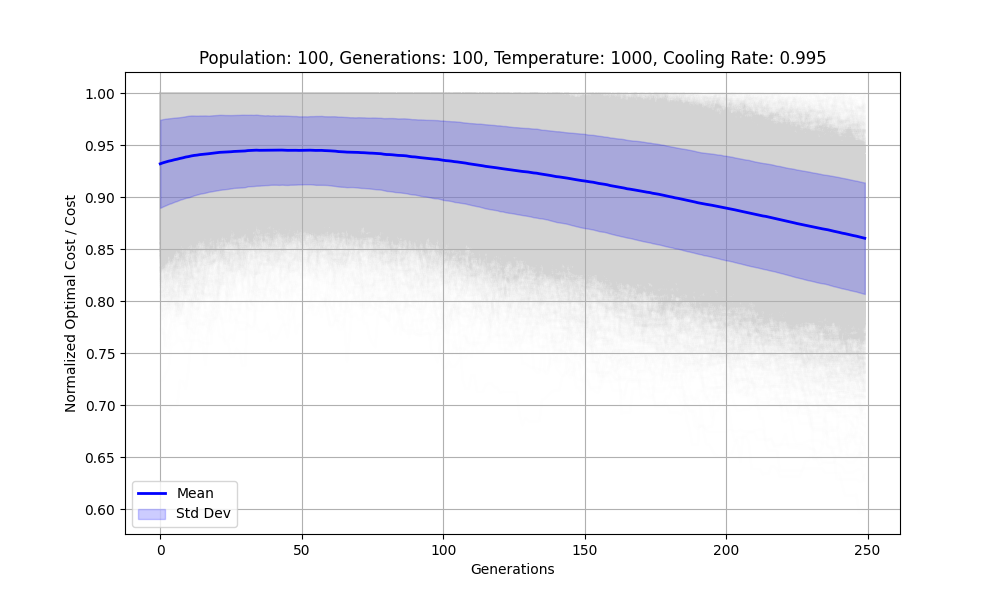 Population: 100, Generations: 100, Temperature: 1000, Cooling Rate: 0.995
Normalized Optimal Cost / Cost
1.00
0.95
0.90
0.85
0.80
0.75
0.70
0.65
0.60
Mean
Std Dev
0 50 100 150 200 250
Generations